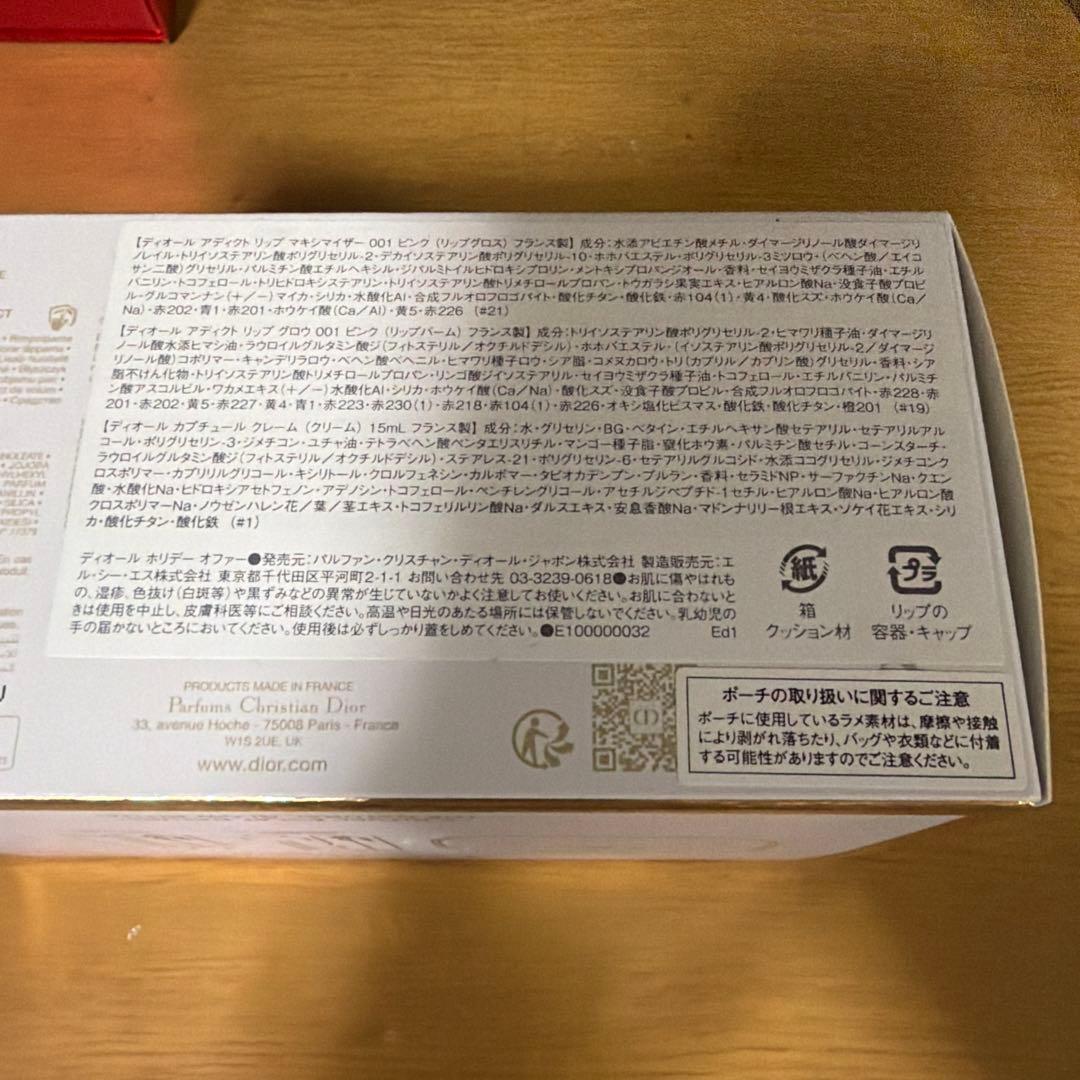 【ディオール アディクト リップ マキシマイザー 001 ピンク (リップグロス) フランス製】 成分：水添アビエチン酸メチル・ダイマージリノール酸ダイマージリ
ノレイル・トリイソステアリン酸ポリグリセリル-2・デカイソステアリン酸ポリグリセリル-10・ホホバエステル・ポリグリセリル-3ミツロウ・(ベヘン酸／エイコ
サン二酸)グリセリル・パルミチン酸エチルヘキシル・ジパルミトイルヒドロキシプロリン・メントキシプロパンジオール・香料・セイヨウミザクラ種子油・エチル
バニリン・トコフェロール・トリヒドロキシステアリン・トリイソステアリン酸トリメチロールプロパン・トウガラシ果実エキス・ヒアルロン酸Na・没食子酸プロピ
ル・グルコマンナン(＋／－)マイカ・シリカ・水酸化Al・合成フルオロフロゴパイト・酸化チタン・酸化鉄・赤104(1)・黄4・酸化スズ・ホウケイ酸(Ca／
Na)・赤202・青1・赤201・ホウケイ酸(Ca／Al)・黄5・赤226 (#21)
【ディオール アディクト リップ グロウ 001 ピンク (リップバーム) フランス製】 成分：トリイソステアリン酸ポリグリセリル-2・ヒマワリ種子油・ダイマージリ
ノール酸水添ヒマシ油・ラウロイルグルタミン酸ジ(フィトステリル／オクチルドデシル)・ホホバエステル・(イソステアリン酸ポリグリセリル-2／ダイマージ
リノール酸)コポリマー・キャンデリラロウ・ベヘン酸ベヘニル・ヒマワリ種子ロウ・シア脂・コメヌカロウ・トリ(カプリル／カプリン酸)グリセリル・香料・シア
脂不けん化物・トリイソステアリン酸トリメチロールプロパン・リンゴ酸ジイソステアリル・セイヨウミザクラ種子油・トコフェロール・エチルバニリン・パルミチ
ン酸アスコルビル・ワカメエキス(＋／－)水酸化Al・シリカ・ホウケイ酸(Ca／Na)・酸化スズ・没食子酸プロピル・合成フルオロフロゴパイト・赤228・赤
201・赤202・黄5・赤227・黄4・青1・赤223・赤230(1)・赤218・赤104(1)・赤226・オキシ塩化ビスマス・酸化鉄・酸化チタン・橙201 (#19)
【ディオール カプチュール クレーム (クリーム) 15mL フランス製】 成分：水・グリセリン・BG・ベタイン・エチルヘキサン酸セテアリル・セテアリルアル
コール・ポリグリセリン-3・ジメチコン・ユチャ油・テトラベヘン酸ペンタエリスリチル・マンゴー種子脂・窒化ホウ素・パルミチン酸セチル・コーンスターチ・
ラウロイルグルタミン酸ジ(フィトステリル／オクチルドデシル)・ステアレス-21・ポリグリセリン-6・セテアリルグルコシド・水添ココグリセリル・ジメチコンク
ロスポリマー・カプリリルグリコール・キシリトール・クロルフェネシン・カルボマー・タピオカデンプン・プルラン・香料・セラミドNP・サーファクチンNa・クエン
酸・水酸化Na・ヒドロキシアセトフェノン・アデノシン・トコフェロール・ペンチレングリコール・アセチルジペプチド-1セチル・ヒアルロン酸Na・ヒアルロン酸
クロスポリマーNa・ノウゼンハレン花／葉／茎エキス・トコフェリルリン酸Na・ダルスエキス・安息香酸Na・マドンナリリー根エキス・ソケイ花エキス・シリ
カ・酸化チタン・酸化鉄 (#1)
ディオール ホリデー オファー●発売元：パルファン・クリスチャン・ディオール・ジャポン株式会社 製造販売元：エ
ル・シー・エス株式会社 東京都千代田区平河町2-1-1 お問い合わせ先 03-3239-0618●お肌に傷やはれも
の、湿疹、色抜け(白斑等)や黒ずみなどの異常が生じていないかよく注意してお使いください。お肌に合わないと
きは使用を中止し、皮膚科医等にご相談ください。高温や日光のあたる場所には保管しないでください。乳幼児の
手の届かないところにおいてください。使用後は必ずしっかり蓋をしめてください。●E100000032 Ed1
紙
箱
クッション材
プラ
リップの
容器・キャップ
PRODUCTS MADE IN FRANCE
Parfums Christian Dior
33, avenue Hoche - 75008 Paris - France
W1S 2UE, UK
www.dior.com
ポーチの取り扱いに関するご注意
ポーチに使用しているラメ素材は、摩擦や接触
により剥がれ落ちたり、バッグや衣類などに付着
する可能性がありますのでご注意ください。